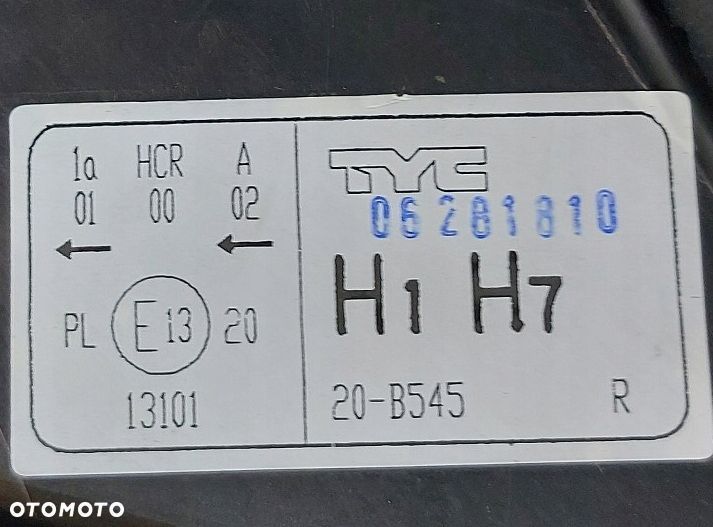 1a HCR A
01 00 02
PL E13 20
13101
TYC
06281810
H1 H7
20-B545 R
OTOMOTO